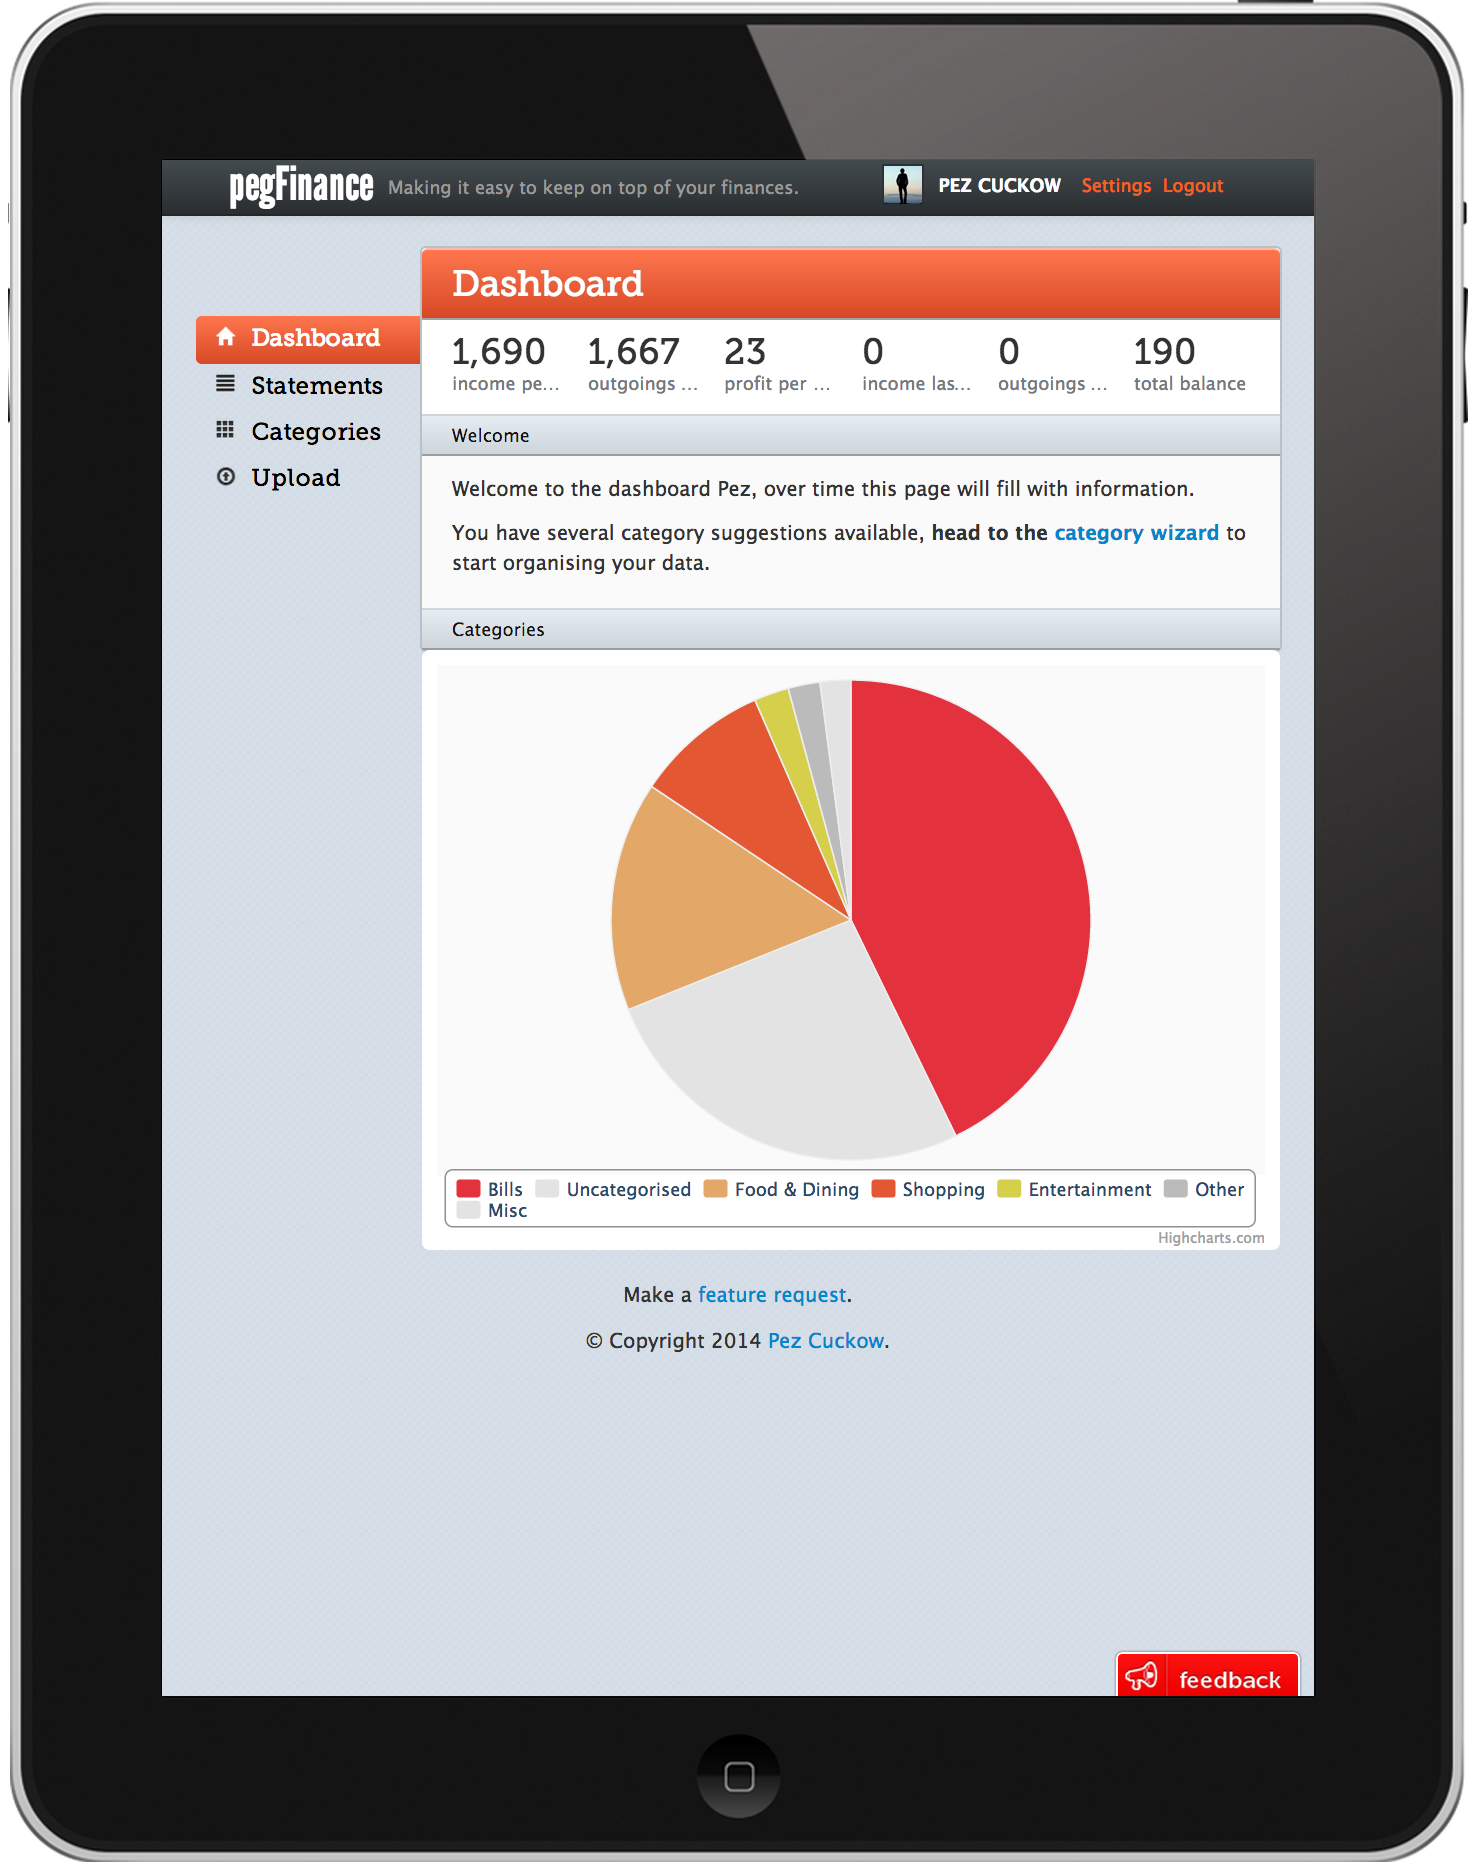 pegFinance Making it easy to keep on top of your finances. PEZ CUCKOW Settings Logout
Dashboard
Dashboard
Statements
Categories
Upload
1,690 1,667 23 0 0 190
income pe... outgoings ... profit per ... income las... outgoings ... total balance
Welcome
Welcome to the dashboard Pez, over time this page will fill with information.
You have several category suggestions available, head to the category wizard to
start organising your data.
Categories
Bills Uncategorised Food & Dining Shopping Entertainment Other
Misc
Highcharts.com
Make a feature request.
© Copyright 2014 Pez Cuckow.
feedback